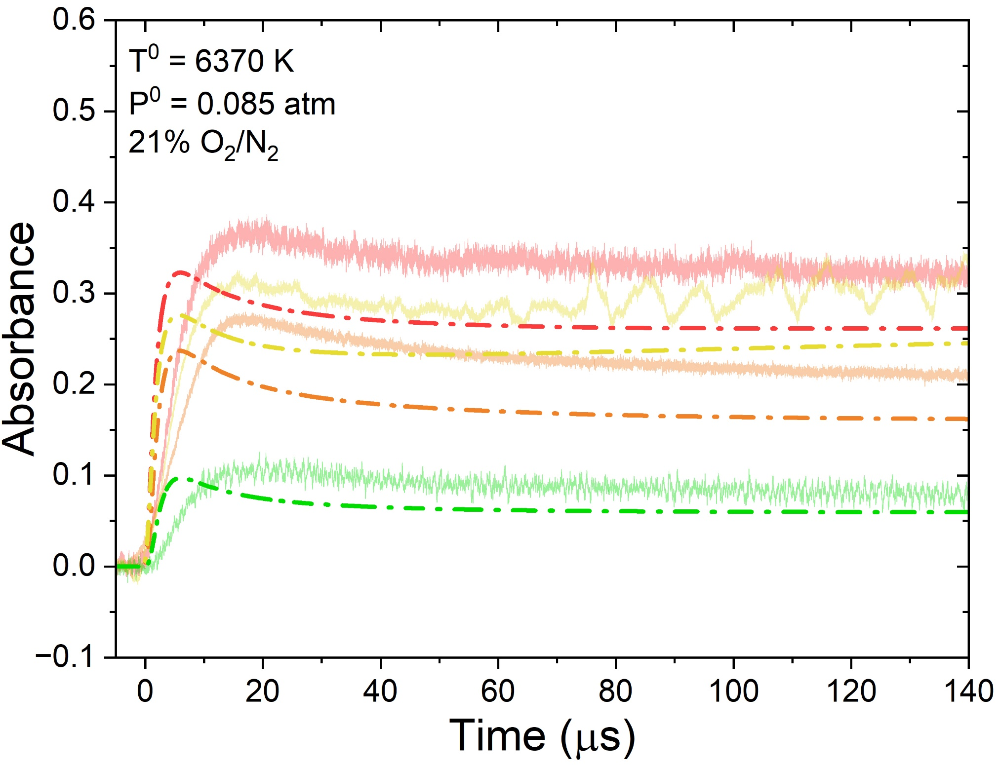 T⁰ = 6370 K
P⁰ = 0.085 atm
21% O₂/N₂
Absorbance
0.6
0.5
0.4
0.3
0.2
0.1
0.0
−0.1
0 20 40 60 80 100 120 140
Time (μs)